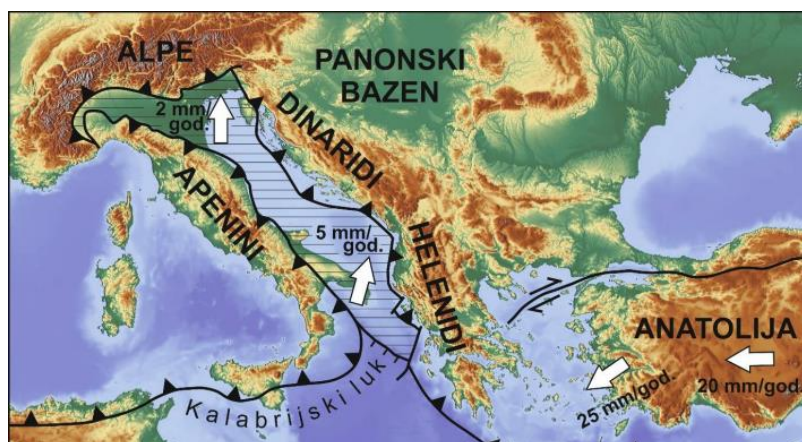 ALPE
PANONSKI
BAZEN
2 mm/
god.
DINARIDI
APENINI
5 mm/
god.
HELENIDI
ANATOLIJA
25 mm/god.
20 mm/god.
Kalabrijski luk